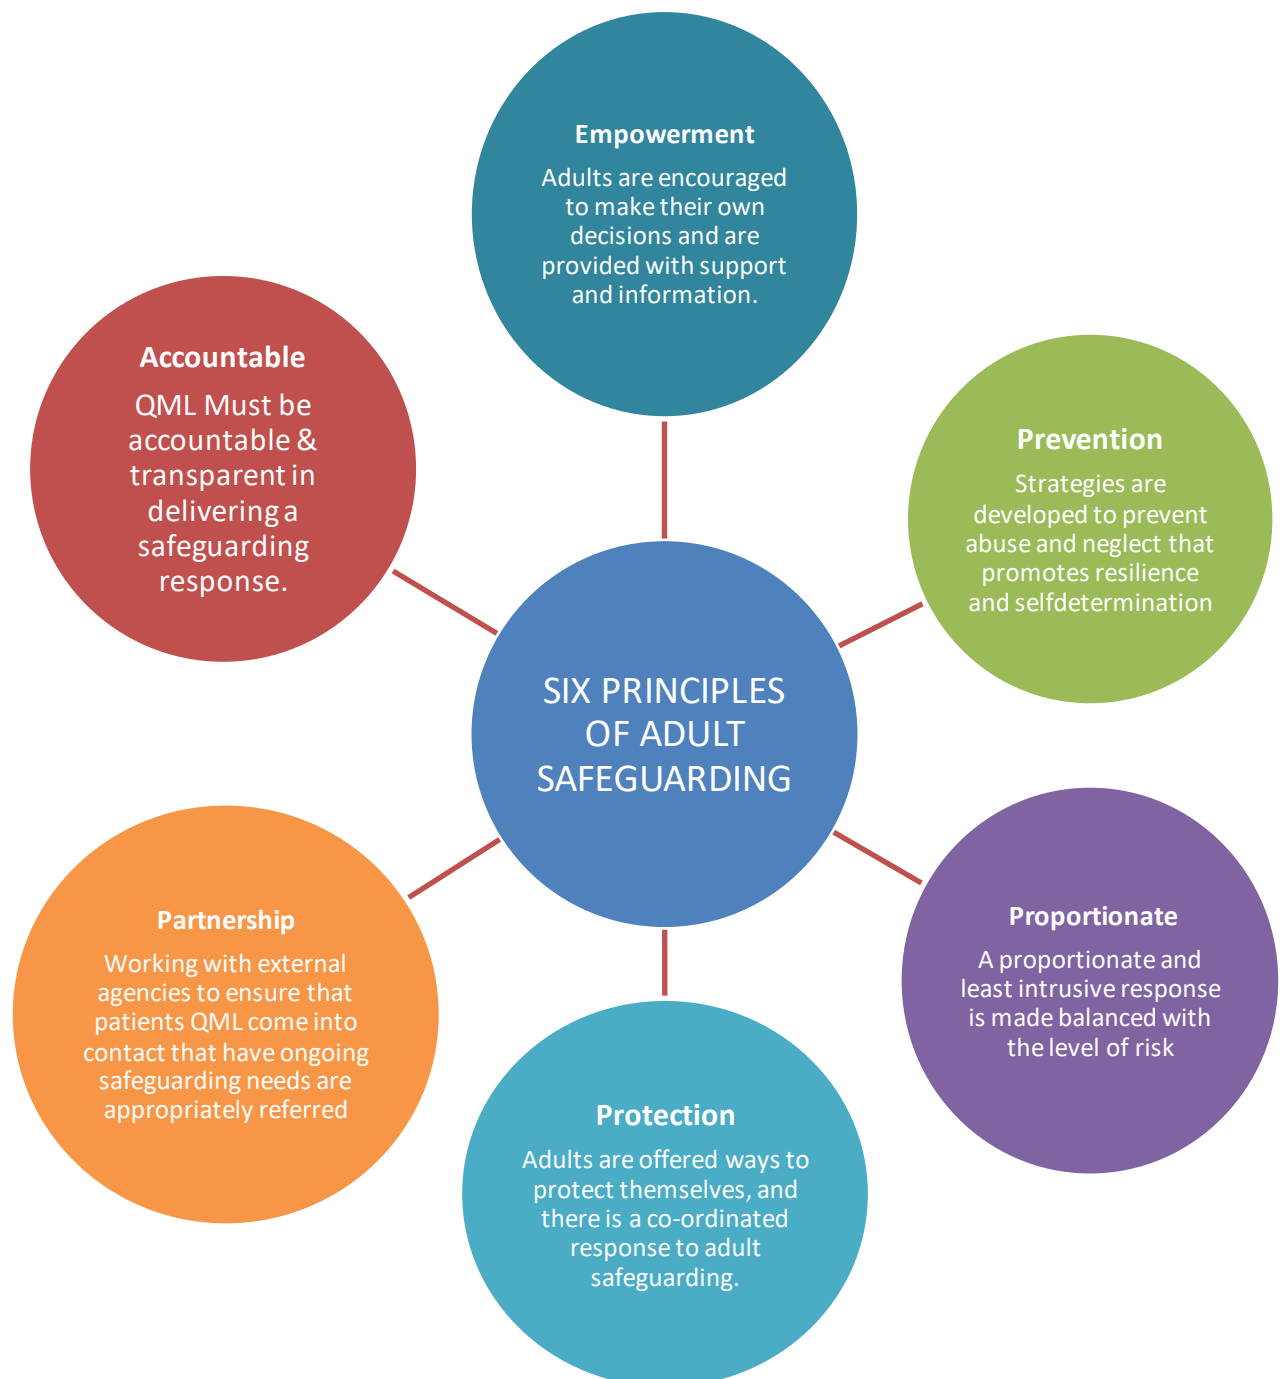 Empowerment
Adults are encouraged
to make their own
decisions and are
provided with support
and information.
Prevention
Strategies are
developed to prevent
abuse and neglect that
promotes resilience
and selfdetermination
Proportionate
A proportionate and
least intrusive response
is made balanced with
the level of risk
Protection
Adults are offered ways to
protect themselves, and
there is a co-ordinated
response to adult
safeguarding.
Partnership
Working with external
agencies to ensure that
patients QML come into
contact that have ongoing
safeguarding needs are
appropriately referred
Accountable
QML Must be
accountable &
transparent in
delivering a
safeguarding
response.
SIX PRINCIPLES
OF ADULT
SAFEGUARDING